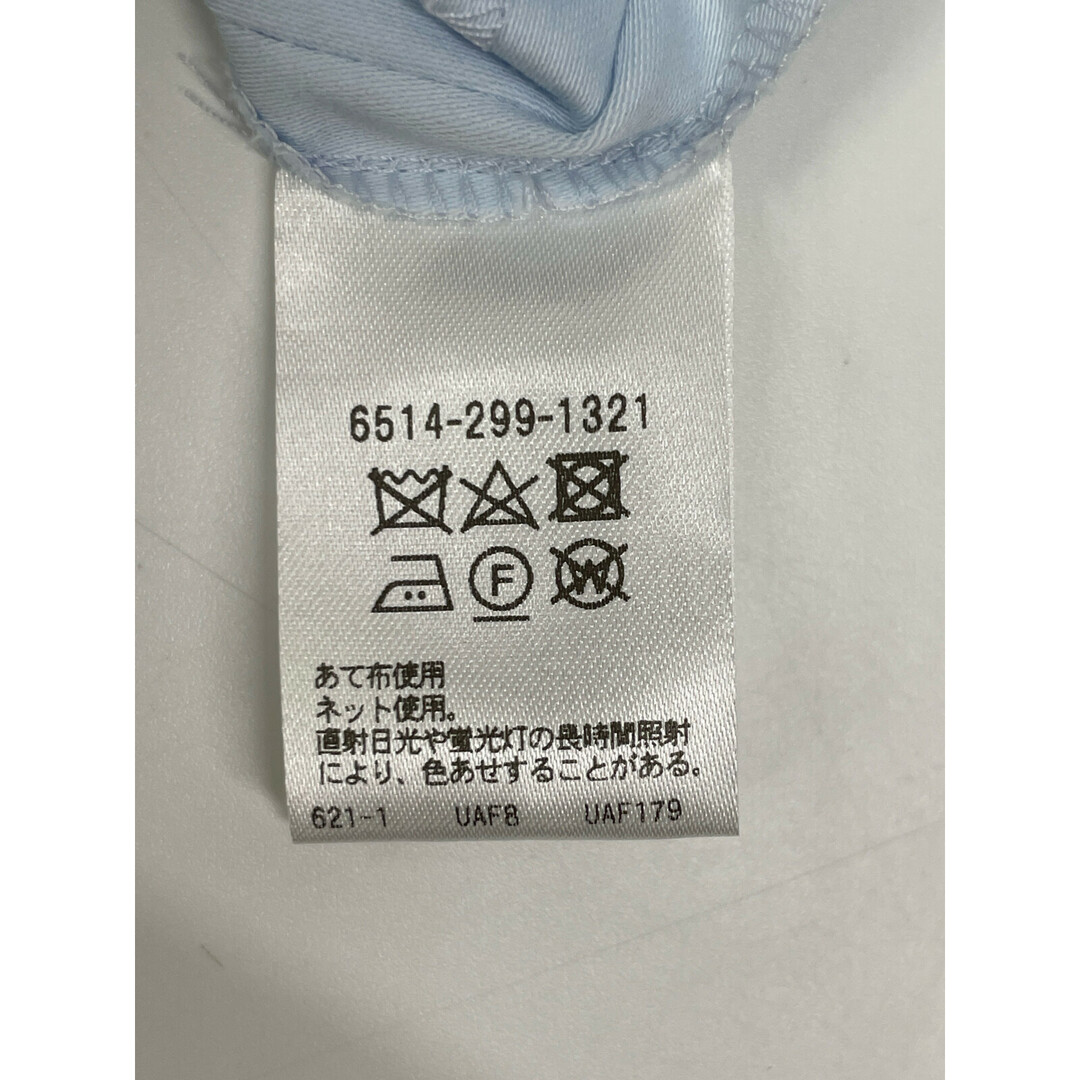 6514-299-1321
F
W
あて布使用
ネット使用。
直射日光や蛍光灯の長時間照射
により、色あせすることがある。
621-1 UAF8 UAF179